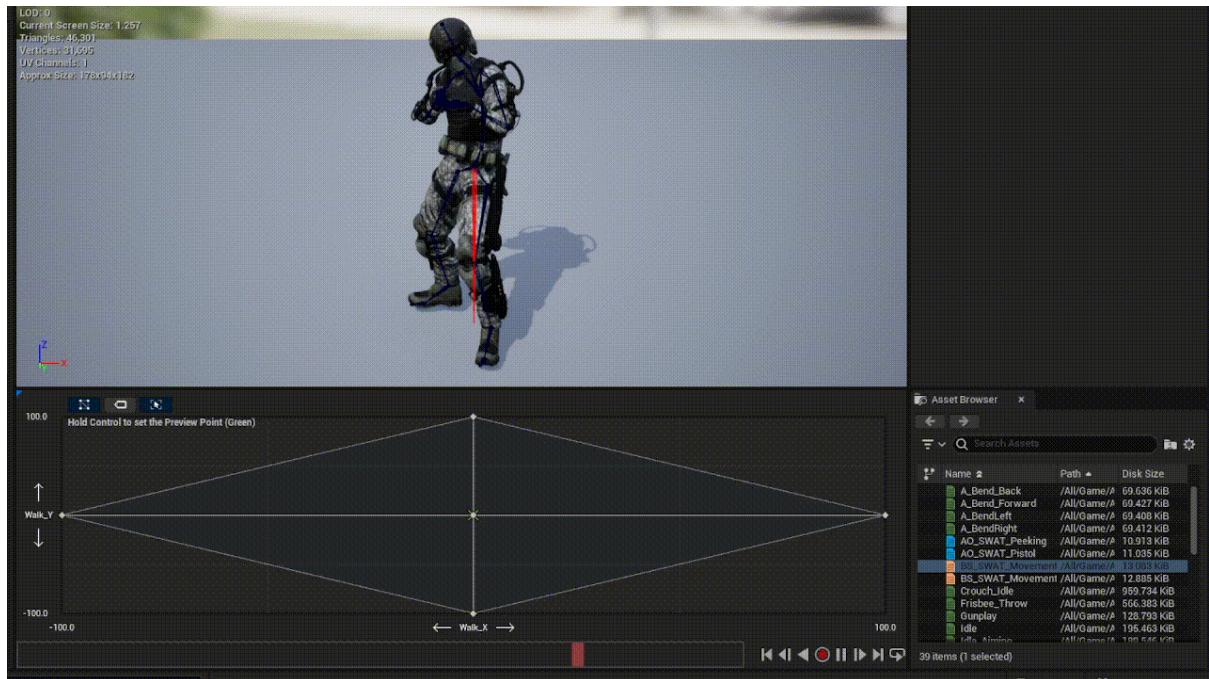 LOD: 0
Current Screen Size: 1.257
Triangles: 46,301
Vertices: 31,695
UV Channels: 1
Approx Size: 178x94x182
Z
X
Y
100.0
Hold Control to set the Preview Point (Green)
Walk_Y
-100.0
-100.0
Walk_X
100.0
Asset Browser
Search Assets
Name Path Disk Size
A_Bend_Back /All/Game/A 69.636 KiB
A_Bend_Forward /All/Game/A 69.427 KiB
A_BendLeft /All/Game/A 69.408 KiB
A_BendRight /All/Game/A 69.412 KiB
AO_SWAT_Peeking /All/Game/A 10.913 KiB
AO_SWAT_Pistol /All/Game/A 11.035 KiB
BS_SWAT_Movement /All/Game/A 13.083 KiB
BS_SWAT_Movement /All/Game/A 12.885 KiB
Crouch_Idle /All/Game/A 959.734 KiB
Frisbee_Throw /All/Game/A 566.383 KiB
Gunplay /All/Game/A 128.793 KiB
Idle /All/Game/A 195.463 KiB
Idle_Aiming /All/Game/A
39 items (1 selected)